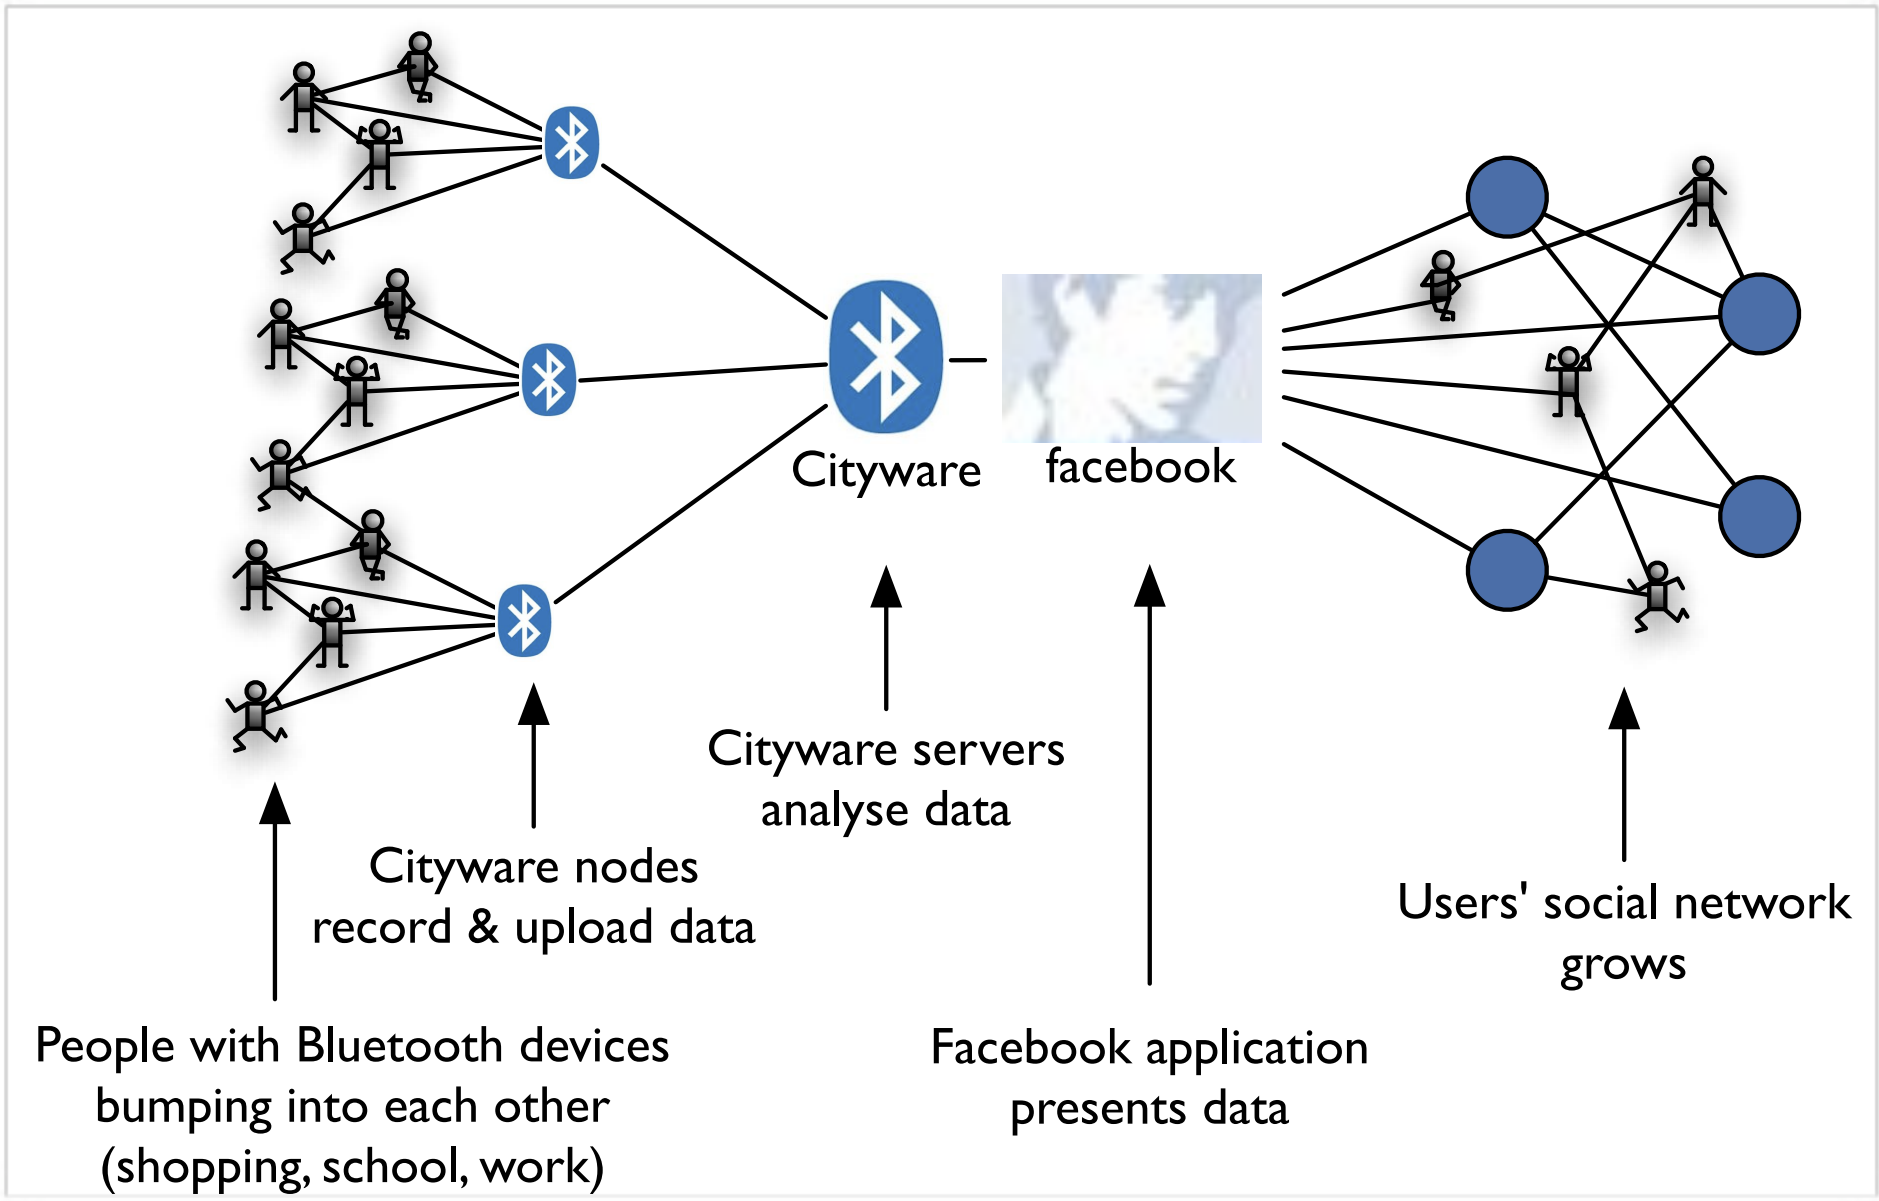 Cityware
facebook
Cityware servers
analyse data
Cityware nodes
record & upload data
Users' social network
grows
People with Bluetooth devices
bumping into each other
(shopping, school, work)
Facebook application
presents data